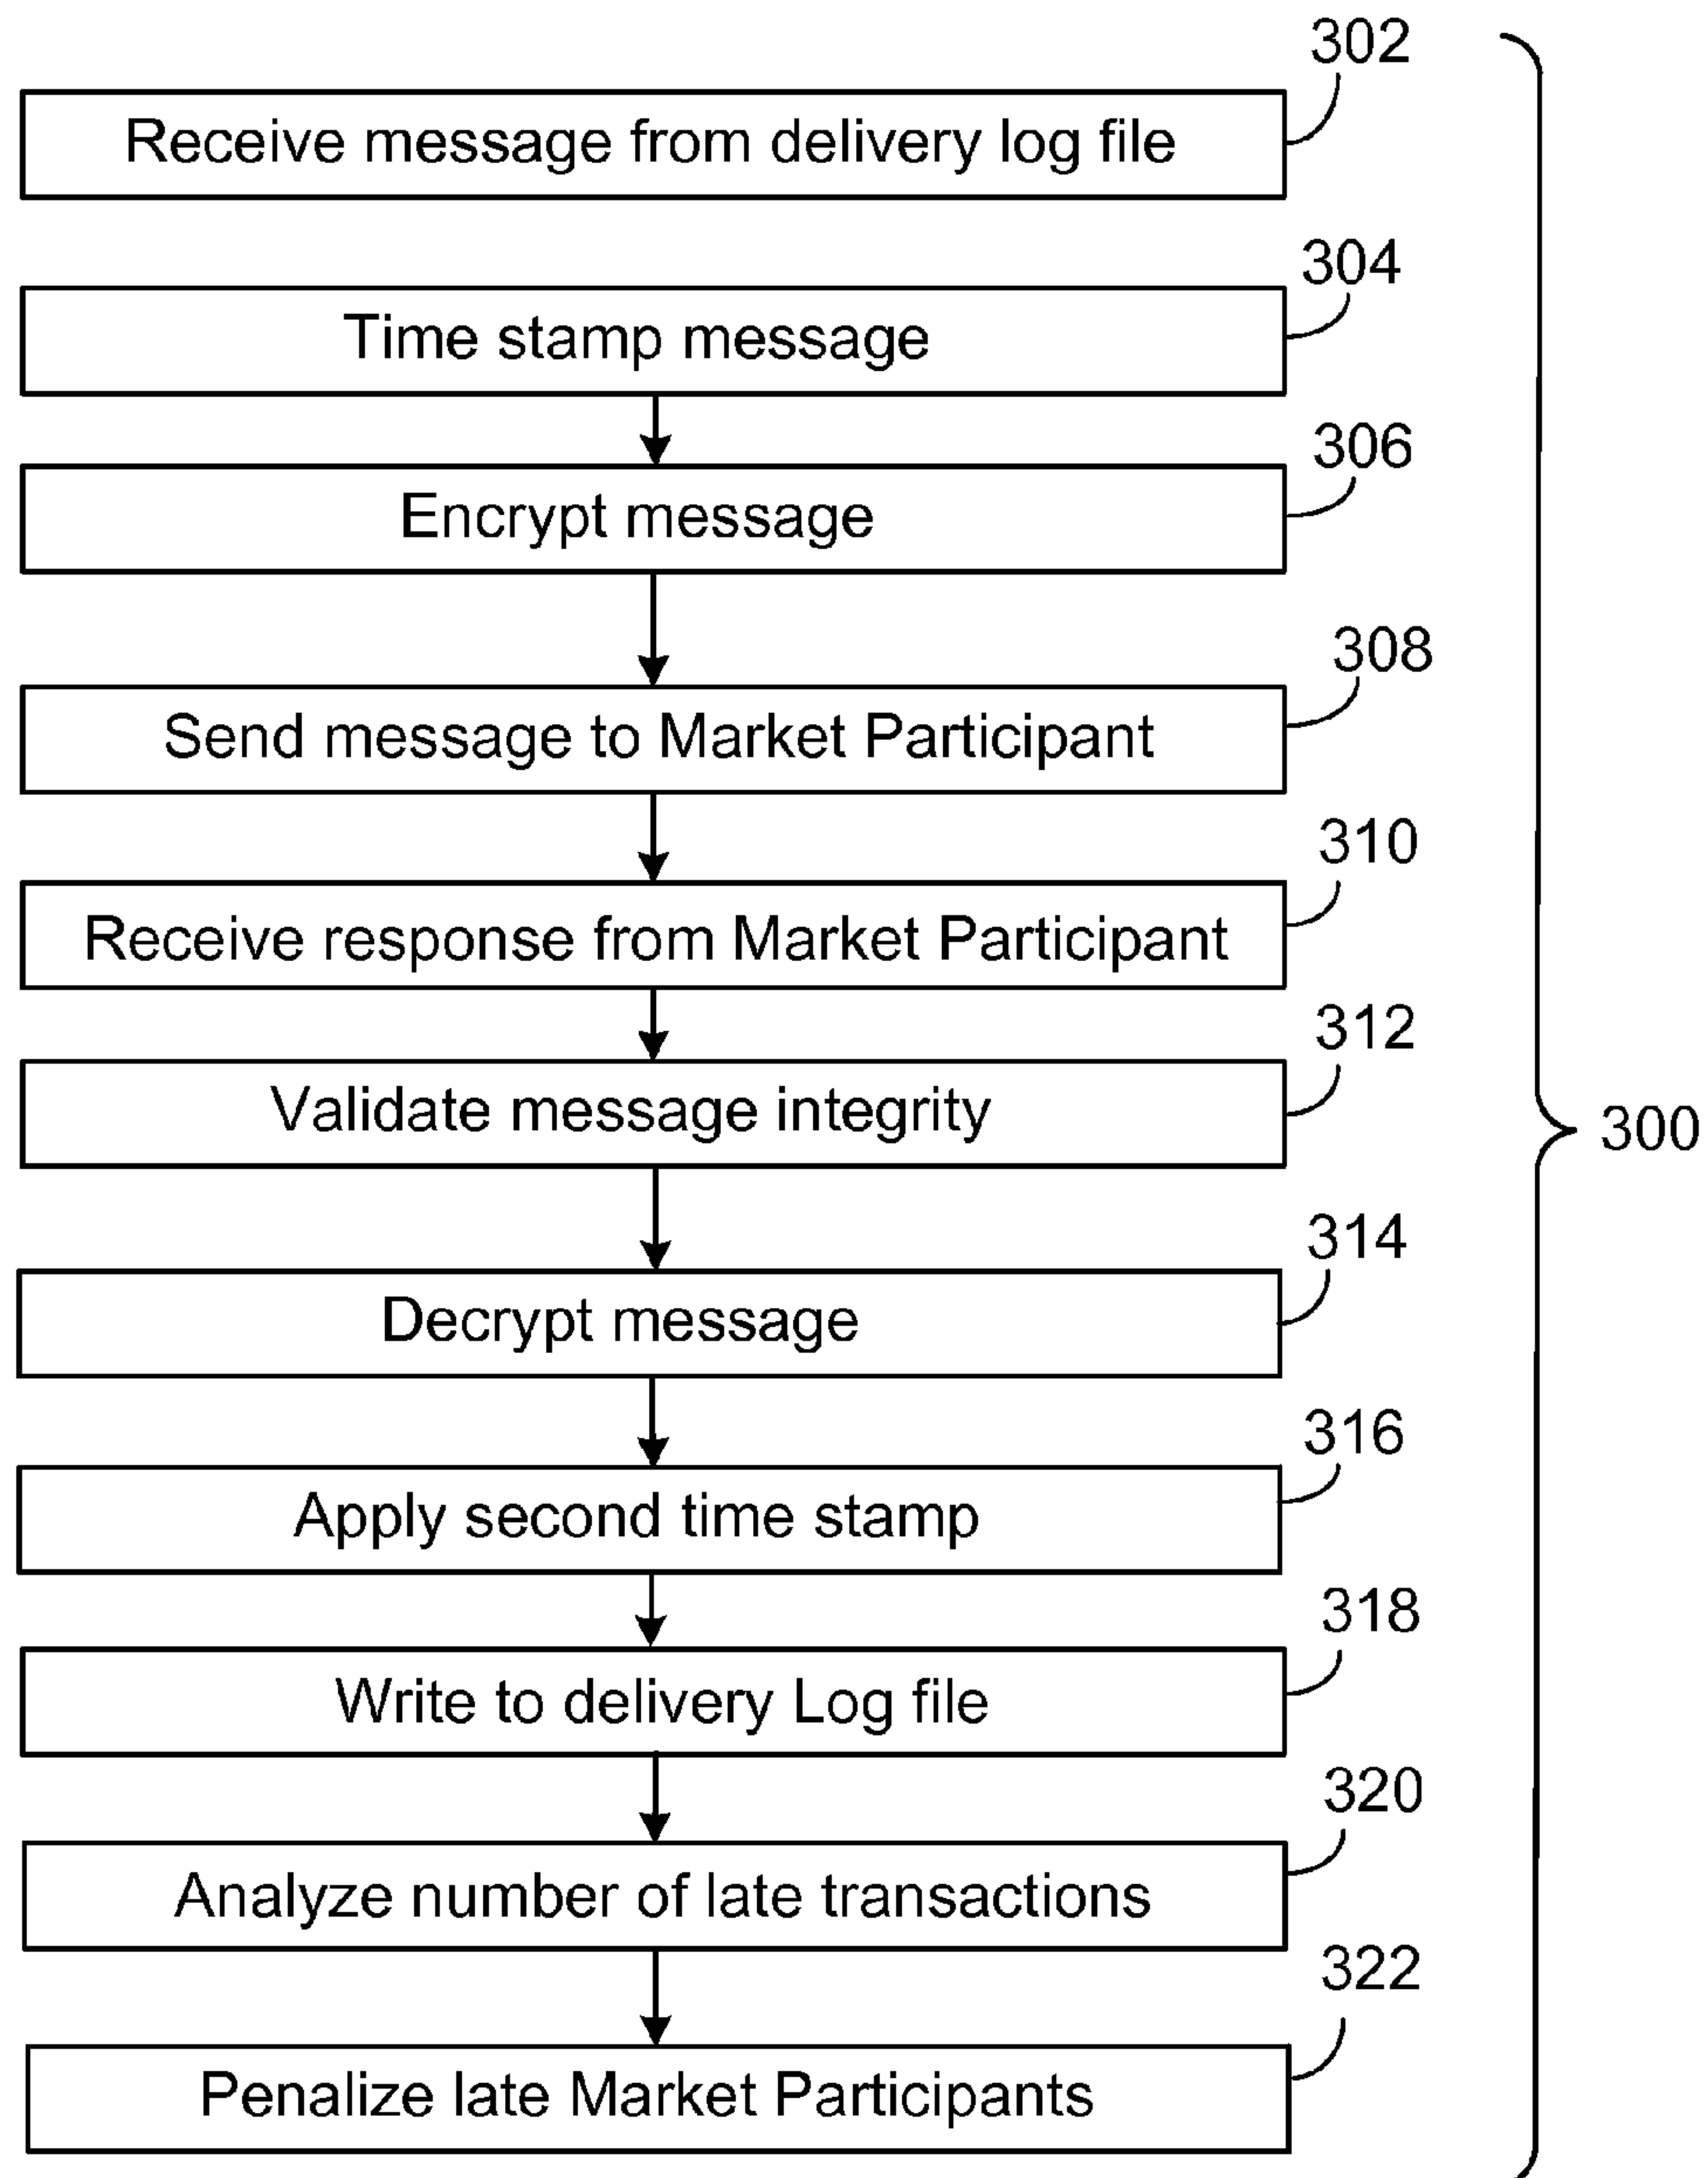 302
Receive message from delivery log file
304
Time stamp message
306
Encrypt message
308
Send message to Market Participant
310
Receive response from Market Participant
312
Validate message integrity
300
314
Decrypt message
316
Apply second time stamp
318
Write to delivery Log file
320
Analyze number of late transactions
322
Penalize late Market Participants